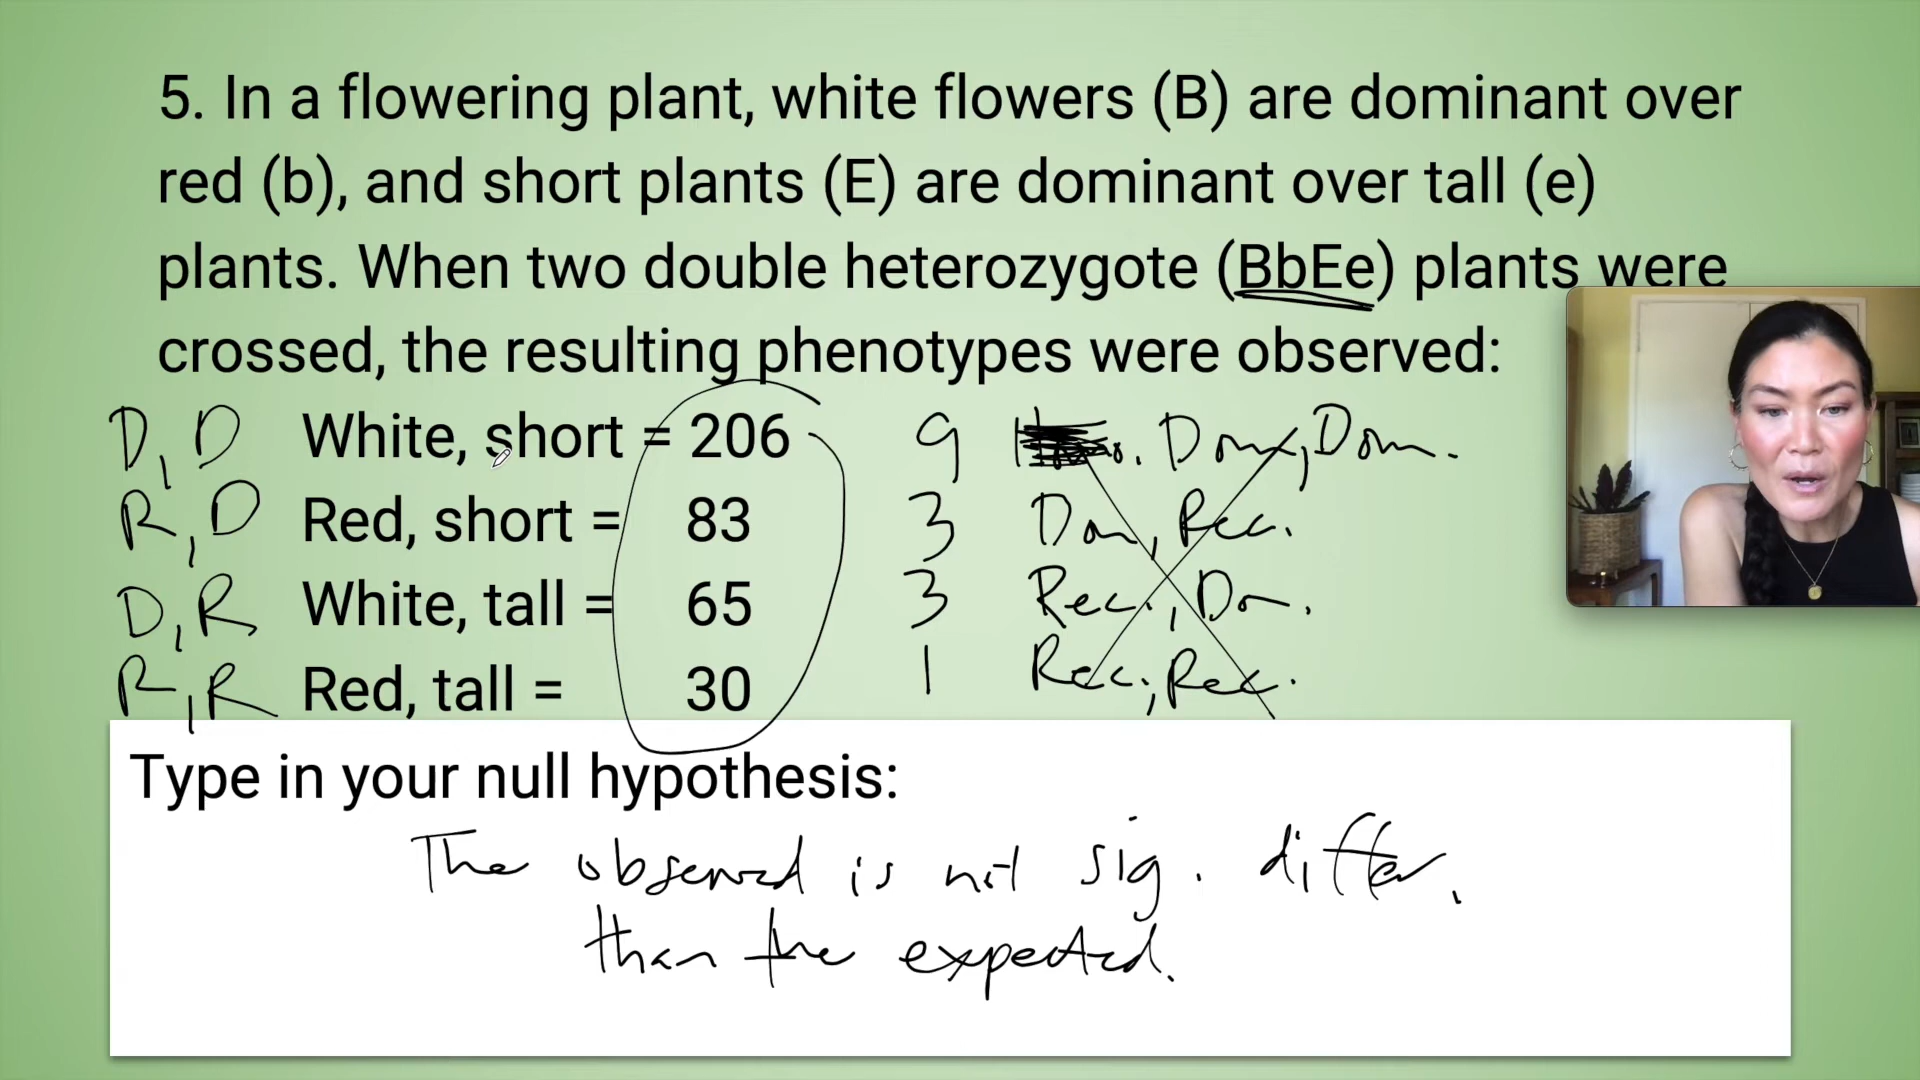 5. In a flowering plant, white flowers (B) are dominant over
red (b), and short plants (E) are dominant over tall (e)
plants. When two double heterozygote (BbEe) plants were
crossed, the resulting phenotypes were observed:
D, D White, short = 206 9 Dom, Dom.
R, D Red, short = 83 3 Dom, Rec.
D, R White, tall = 65 3 Rec., Dom.
R, R Red, tall = 30 1 Rec., Rec.
Type in your null hypothesis:
The observed is not sig. differ.
than the expected.